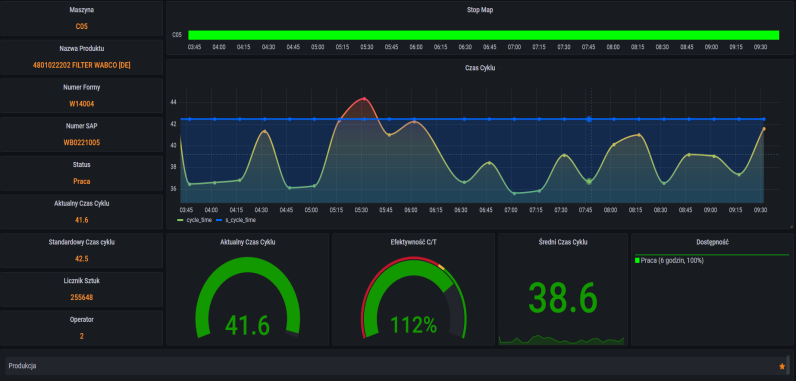 Maszyna
C05
Nazwa Produktu
4801022202 FILTER WABCO [DE]
Numer Formy
W14004
Numer SAP
WB0221005
Status
Praca
Aktualny Czas Cyklu
41.6
Standardowy Czas cyklu
42.5
Licznik Sztuk
255648
Operator
2
Stop Map
C05
03:45 04:00 04:15 04:30 04:45 05:00 05:15 05:30 05:45 06:00 06:15 06:30 06:45 07:00 07:15 07:30 07:45 08:00 08:15 08:30 08:45 09:00 09:15 09:30
Czas Cyklu
44
42
40
38
36
03:45 04:00 04:15 04:30 04:45 05:00 05:15 05:30 05:45 06:00 06:15 06:30 06:45 07:00 07:15 07:30 07:45 08:00 08:15 08:30 08:45 09:00 09:15 09:30
cycle_time s_cycle_time
Aktualny Czas Cyklu
41.6
Efektywność C/T
112%
Średni Czas Cyklu
38.6
Dostępność
Praca (6 godzin, 100%)
Produkcja